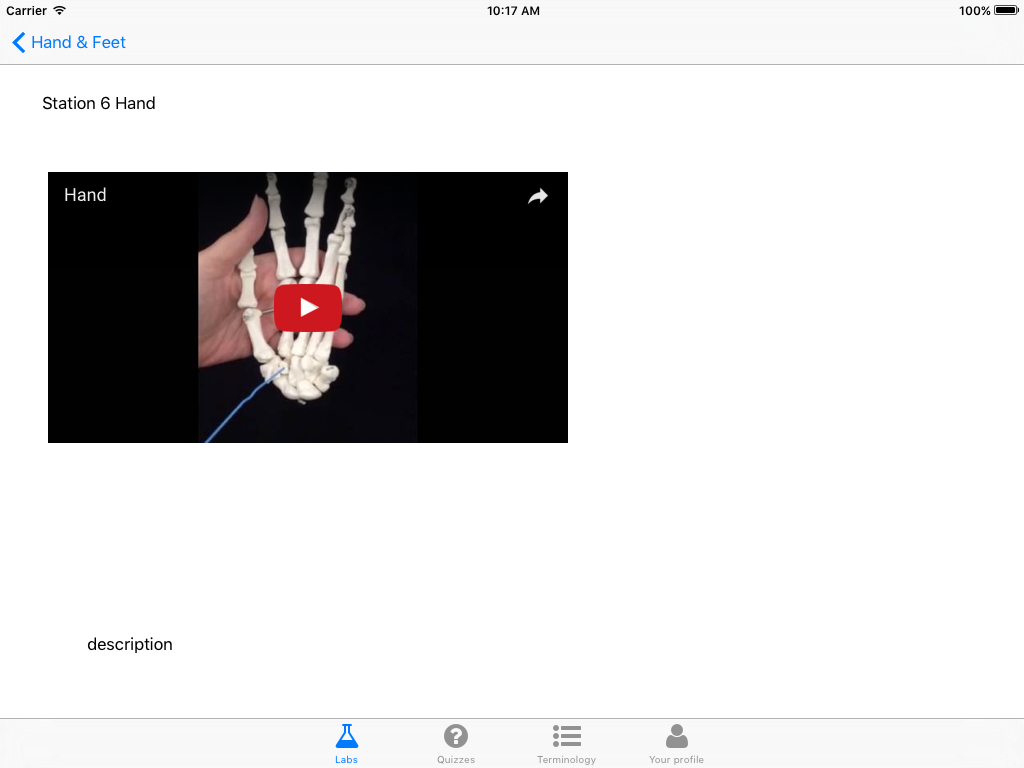 Carrier 10:17 AM 100%
Hand & Feet
Station 6 Hand
Hand
description
Labs Quizzes Terminology Your profile